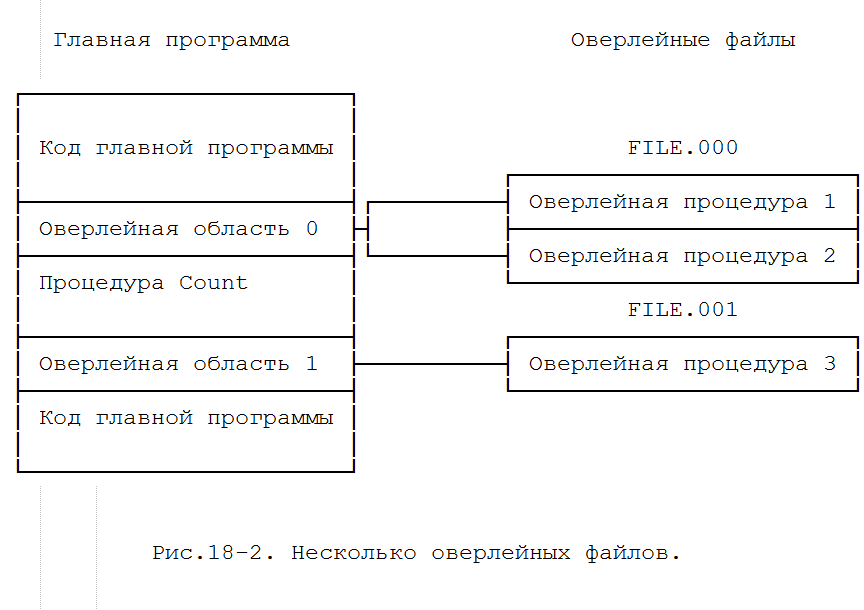 Главная программа Оверлейные файлы
Код главной программы FILE.000
Оверлейная процедура 1
Оверлейная область 0
Оверлейная процедура 2
Процедура Count
FILE.001
Оверлейная область 1 Оверлейная процедура 3
Код главной программы
Рис.18-2. Несколько оверлейных файлов.